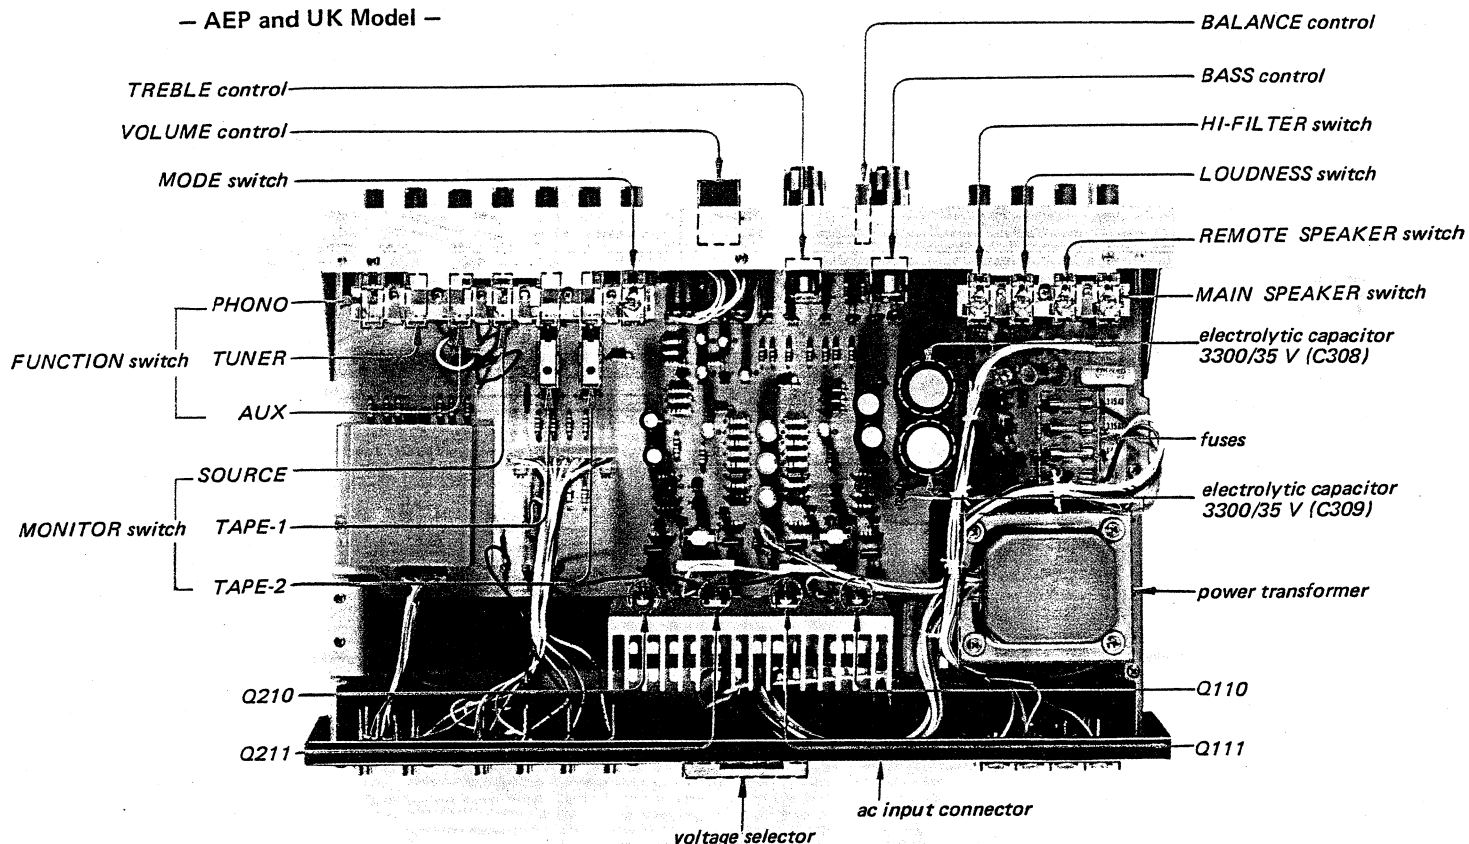 — AEP and UK Model —
BALANCE control
TREBLE control
BASS control
VOLUME control
HI-FILTER switch
MODE switch
LOUDNESS switch
REMOTE SPEAKER switch
PHONO
MAIN SPEAKER switch
FUNCTION switch
TUNER
electrolytic capacitor
3300/35 V (C308)
AUX
fuses
SOURCE
electrolytic capacitor
3300/35 V (C309)
MONITOR switch
TAPE-1
TAPE-2
power transformer
Q210
Q110
Q211
Q111
ac input connector
voltage selector